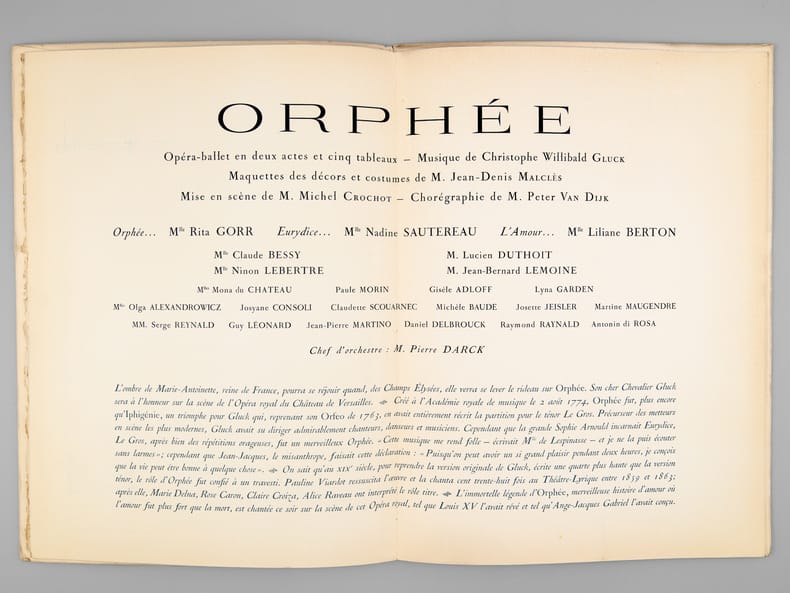 ORPHÉE
Opéra-ballet en deux actes et cinq tableaux – Musique de Christophe Willibald GLUCK
Maquettes des décors et costumes de M. Jean-Denis MALCLÈS
Mise en scène de M. Michel CROCHOT – Chorégraphie de M. Peter VAN DIJK
Orphée... Mlle Rita GORR Eurydice... Mlle Nadine SAUTEREAU L'Amour... Mlle Liliane BERTON
Mlle Claude BESSY M. Lucien DUTHOIT
Mlle Ninon LEBERTRE M. Jean-Bernard LEMOINE
Mlles Mona du CHATEAU Paule MORIN Gisèle ADLOFF Lyna GARDEN
Mlles Olga ALEXANDROWICZ Josyane CONSOLI Claudette SCOUARNEC Michèle BAUDE Josette JEISLER Martine MAUGENDRE
MM. Serge REYNALD Guy LÉONARD Jean-Pierre MARTINO Daniel DELBROUCK Raymond RAYNALD Antonin di ROSA
Chef d'orchestre : M. Pierre DARCK
L'ombre de Marie-Antoinette, reine de France, pourra se réjouir quand, des Champs Elysées, elle verra se lever le rideau sur Orphée. Son cher Chevalier Gluck
sera à l'honneur sur la scène de l'Opéra royal du Château de Versailles. Créé à l'Académie royale de musique le 2 août 1774, Orphée fut, plus encore
qu'Iphigénie, un triomphe pour Gluck qui, reprenant son Orfeo de 1763, en avait entièrement récrit la partition pour le ténor Le Gros. Précurseur des metteurs
en scène les plus modernes, Gluck avait su diriger admirablement chanteurs, danseurs et musiciens. Cependant que la grande Sophie Arnould incarnait Eurydice,
Le Gros, après bien des répétitions orageuses, fut un merveilleux Orphée. « Cette musique me rend folle – écrivait Mlle de Lespinasse – et je ne la puis écouter
sans larmes » ; cependant que Jean-Jacques, le misanthrope, faisait cette déclaration : « Puisqu'on peut avoir un si grand plaisir pendant deux heures, je conçois
que la vie peut être bonne à quelque chose ». On sait qu'au XIXe siècle, pour reprendre la version originale de Gluck, écrite une quarte plus haute que la version
ténor, le rôle d'Orphée fut confié à un travesti. Pauline Viardot ressuscita l'œuvre et la chanta cent trente-huit fois au Théâtre-Lyrique entre 1859 et 1863 ;
après elle, Marie Delna, Rose Caron, Claire Croiza, Alice Raveau ont interprété le rôle titre. L'immortelle légende d'Orphée, merveilleuse histoire d'amour où
l'amour fut plus fort que la mort, est chantée ce soir sur la scène de cet Opéra royal, tel que Louis XV l'avait rêvé et tel qu'Ange-Jacques Gabriel l'avait conçu.